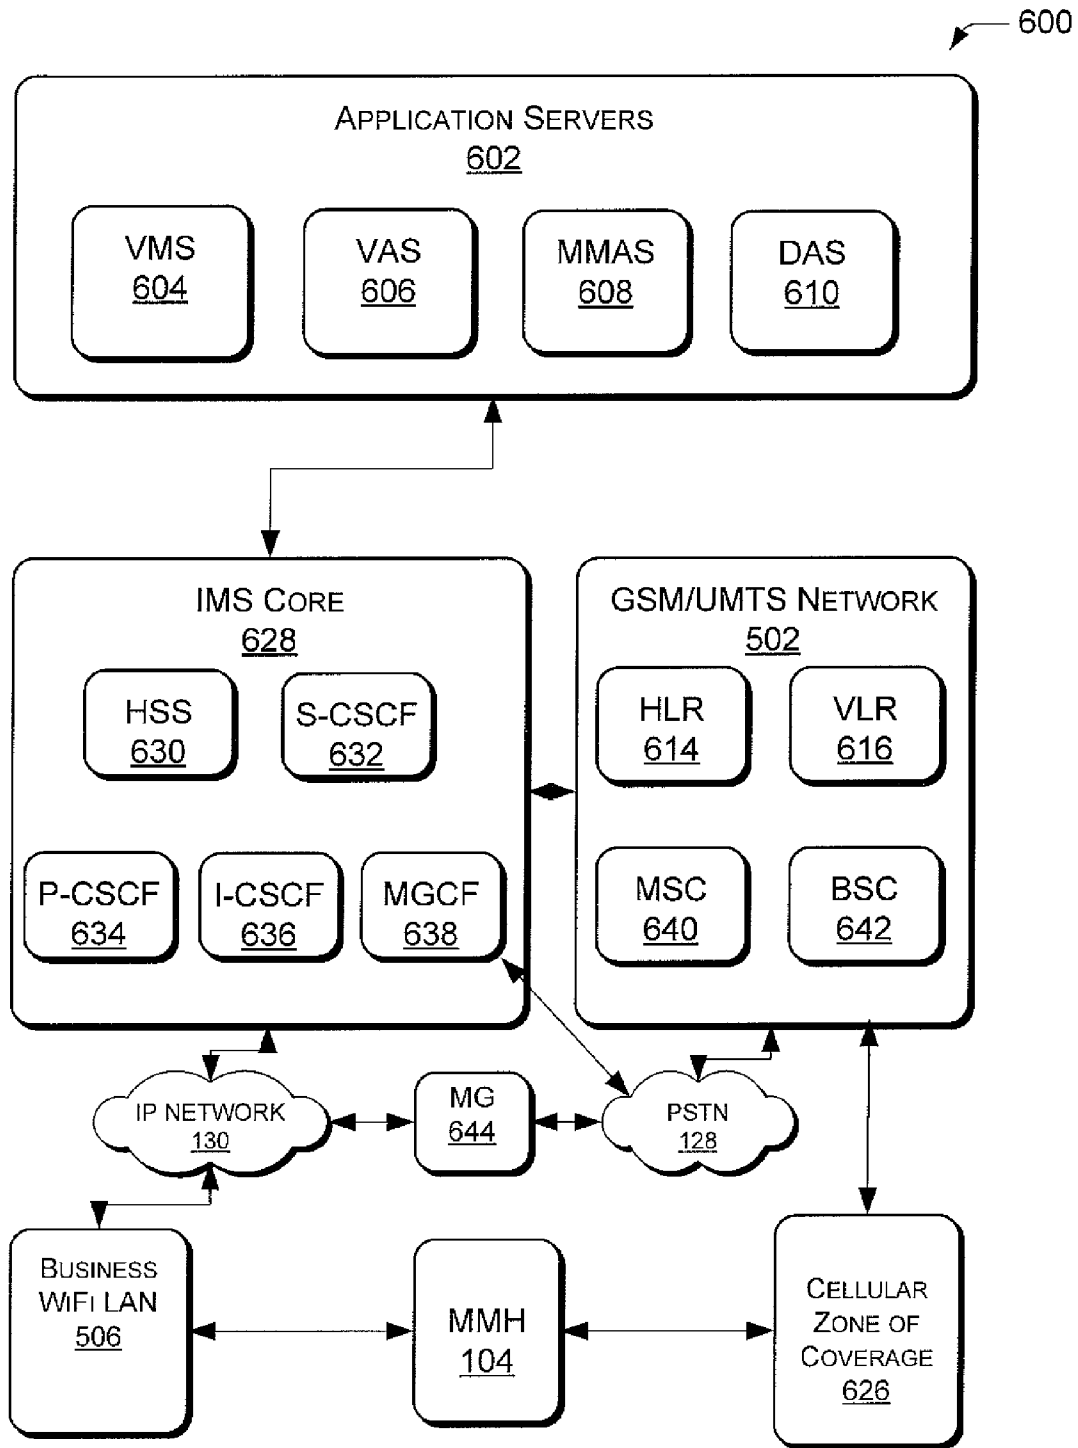 600
APPLICATION SERVERS
602
VMS
604
VAS
606
MMAS
608
DAS
610
IMS CORE
628
HSS
630
S-CSCF
632
P-CSCF
634
I-CSCF
636
MGCF
638
GSM/UMTS NETWORK
502
HLR
614
VLR
616
MSC
640
BSC
642
IP NETWORK
130
MG
644
PSTN
128
BUSINESS
WIFI LAN
506
MMH
104
CELLULAR
ZONE OF
COVERAGE
626